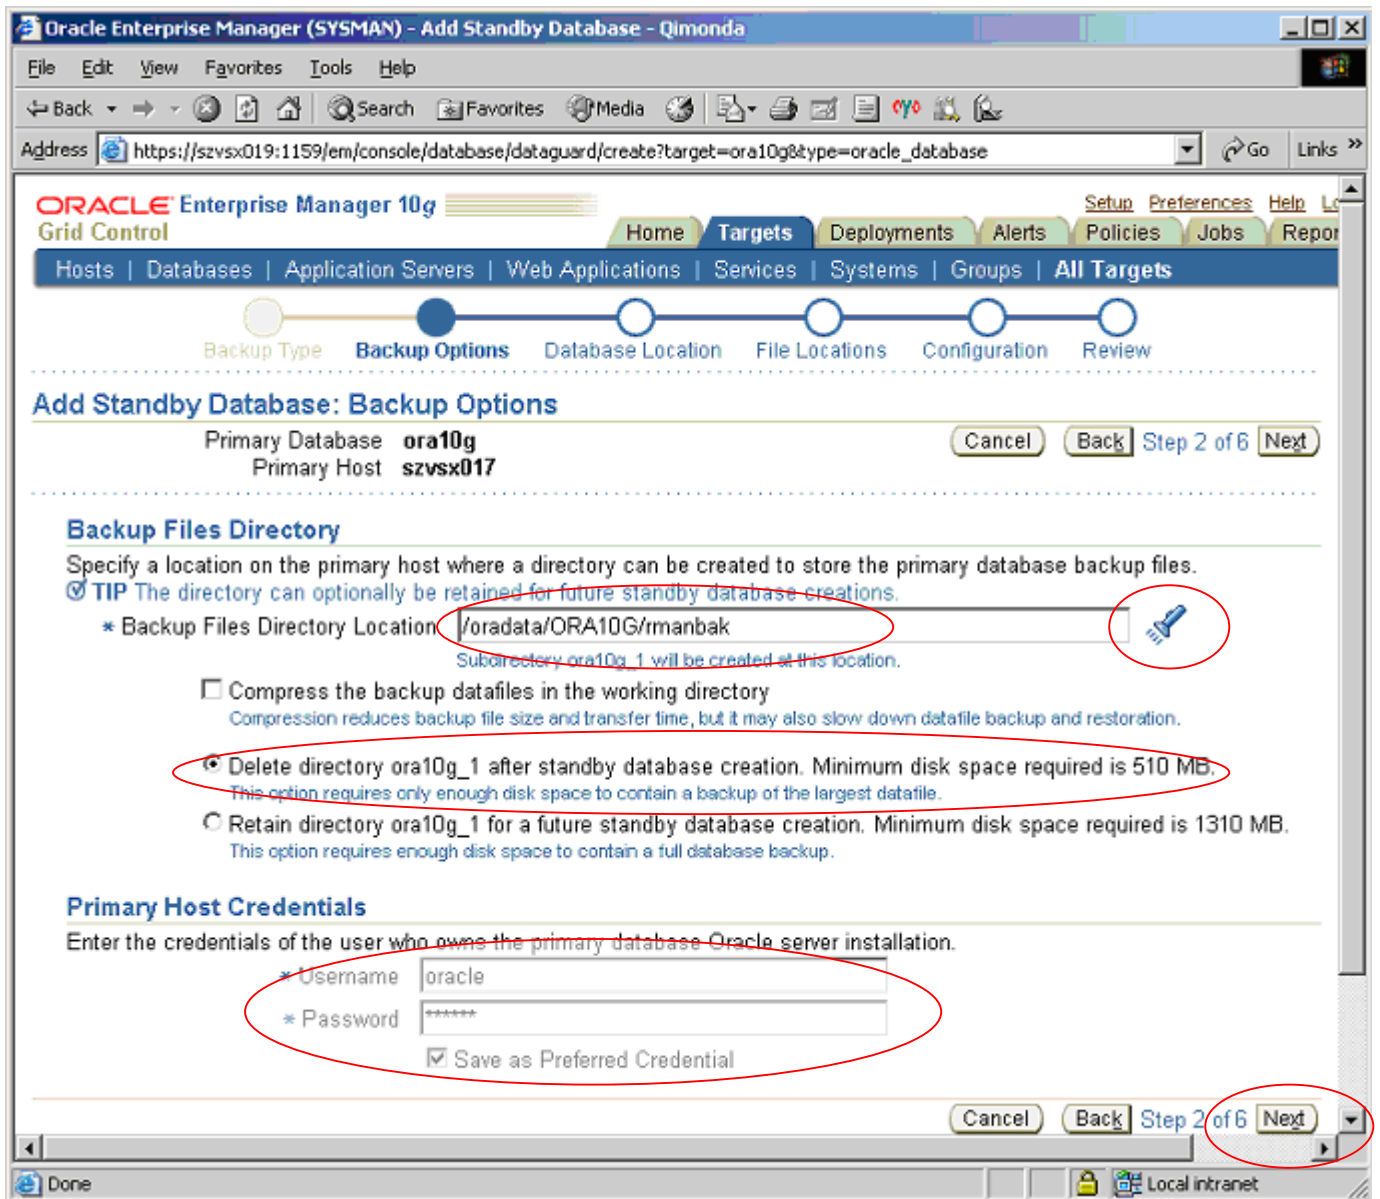 Oracle Enterprise Manager (SYSMAN) - Add Standby Database - Qimonda
File Edit View Favorites Tools Help
Back Search Favorites Media
Address https://szvsx019:1159/em/console/database/dataguard/create?target=ora10g&type=oracle_database Go Links »
ORACLE Enterprise Manager 10g
Setup Preferences Help Lo
Grid Control
Home Targets Deployments Alerts Policies Jobs Repor
Hosts | Databases | Application Servers | Web Applications | Services | Systems | Groups | All Targets
Backup Type Backup Options Database Location File Locations Configuration Review
Add Standby Database: Backup Options
Primary Database ora10g
Cancel Back Step 2 of 6 Next
Primary Host szvsx017
Backup Files Directory
Specify a location on the primary host where a directory can be created to store the primary database backup files.
TIP The directory can optionally be retained for future standby database creations.
* Backup Files Directory Location /oradata/ORA10G/rmanbak
Subdirectory ora10g_1 will be created at this location.
Compress the backup datafiles in the working directory
Compression reduces backup file size and transfer time, but it may also slow down datafile backup and restoration.
Delete directory ora10g_1 after standby database creation. Minimum disk space required is 510 MB.
This option requires only enough disk space to contain a backup of the largest datafile.
Retain directory ora10g_1 for a future standby database creation. Minimum disk space required is 1310 MB.
This option requires enough disk space to contain a full database backup.
Primary Host Credentials
Enter the credentials of the user who owns the primary database Oracle server installation.
* Username oracle
* Password ******
Save as Preferred Credential
Cancel Back Step 2 of 6 Next
Done Local intranet